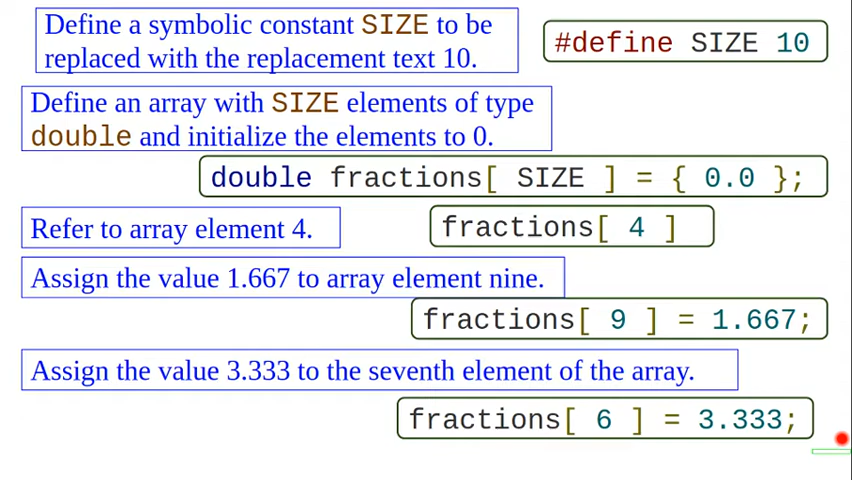 Define a symbolic constant SIZE to be
replaced with the replacement text 10.
#define SIZE 10
Define an array with SIZE elements of type
double and initialize the elements to 0.
double fractions[ SIZE ] = { 0.0 };
Refer to array element 4.
fractions[ 4 ]
Assign the value 1.667 to array element nine.
fractions[ 9 ] = 1.667;
Assign the value 3.333 to the seventh element of the array.
fractions[ 6 ] = 3.333;